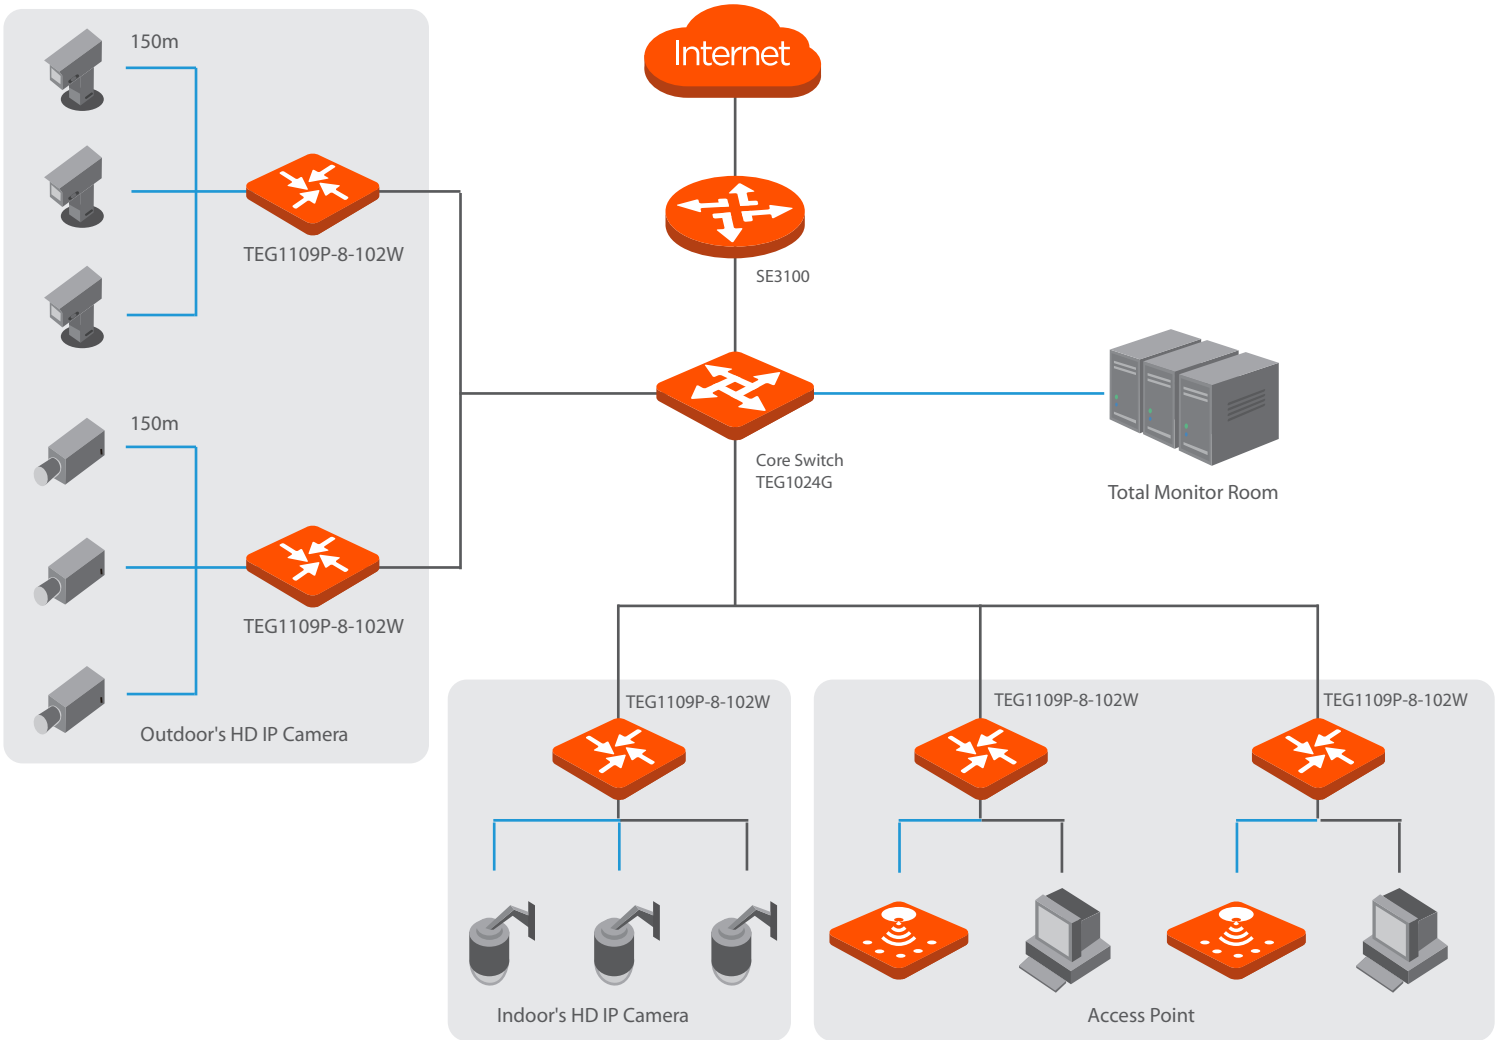 150m
Internet
TEG1109P-8-102W
SE3100
150m
Core Switch
TEG1024G
Total Monitor Room
TEG1109P-8-102W
Outdoor's HD IP Camera
TEG1109P-8-102W
TEG1109P-8-102W
TEG1109P-8-102W
Indoor's HD IP Camera
Access Point